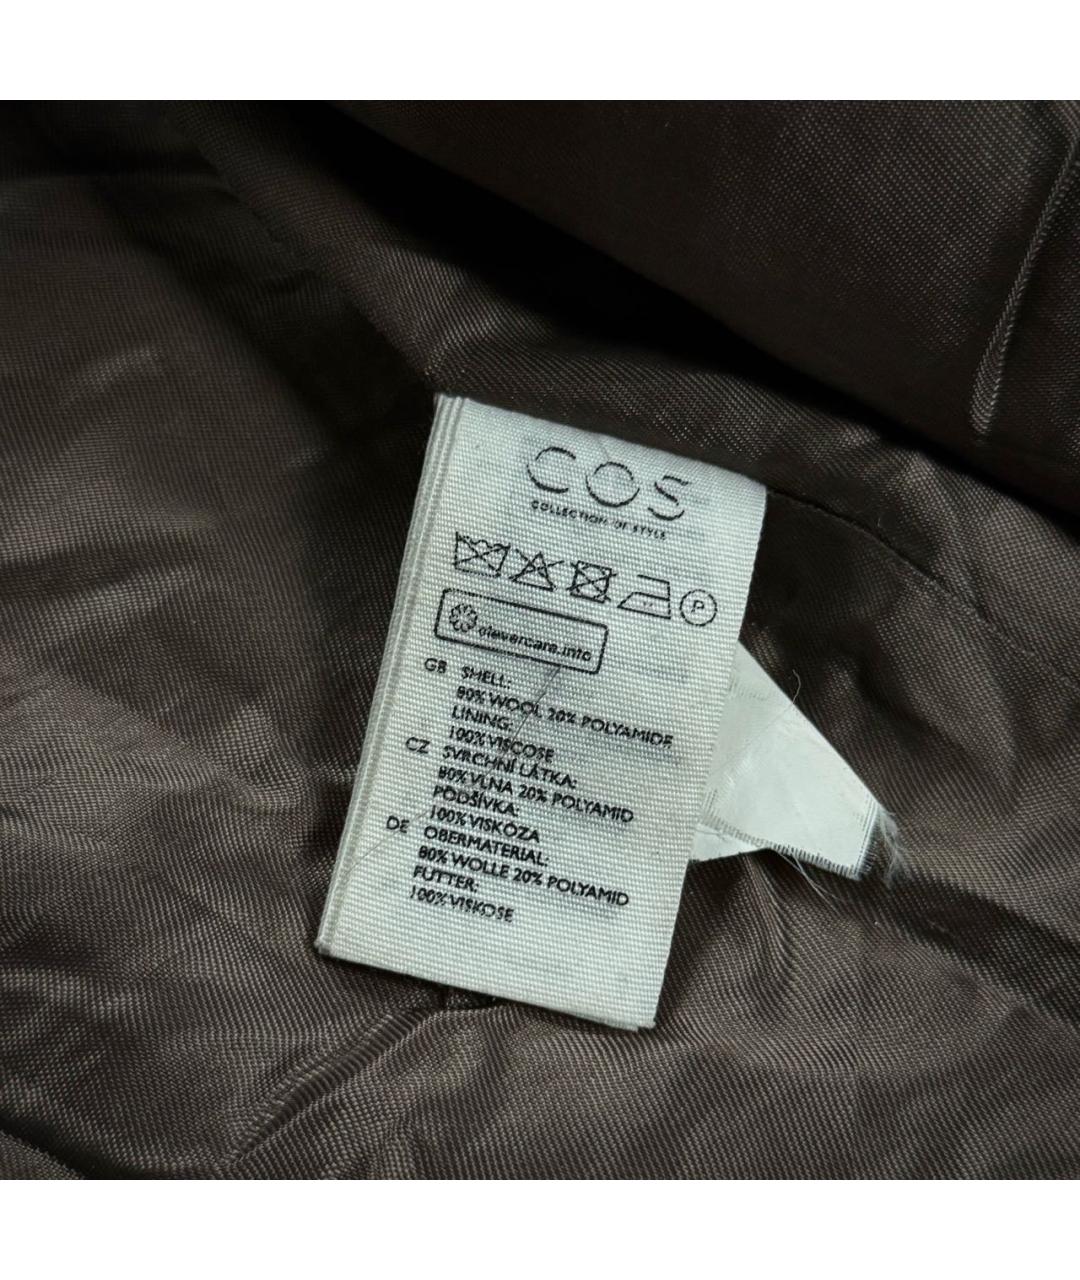 COS
COLLECTION OF STYLE
P
clevercare.info
GB SHELL:
80% WOOL 20% POLYAMIDE
LINING:
100% VISCOSE
CZ SVRCHNÍ LÁTKA:
80% VLNA 20% POLYAMID
PODŠÍVKA:
100% VISKÓZA
DE OBERMATERIAL:
80% WOLLE 20% POLYAMID
FUTTER:
100% VISKOSE